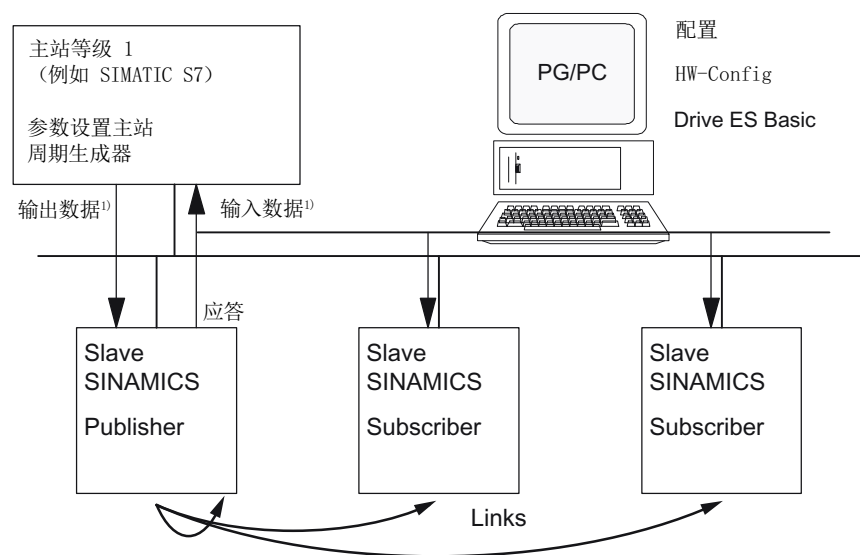 主站等级 1
（例如 SIMATIC S7）
参数设置主站
周期生成器
PG/PC
配置
HW-Config
Drive ES Basic
输出数据1)
输入数据1)
应答
Slave
SINAMICS
Publisher
Slave
SINAMICS
Subscriber
Slave
SINAMICS
Subscriber
Links